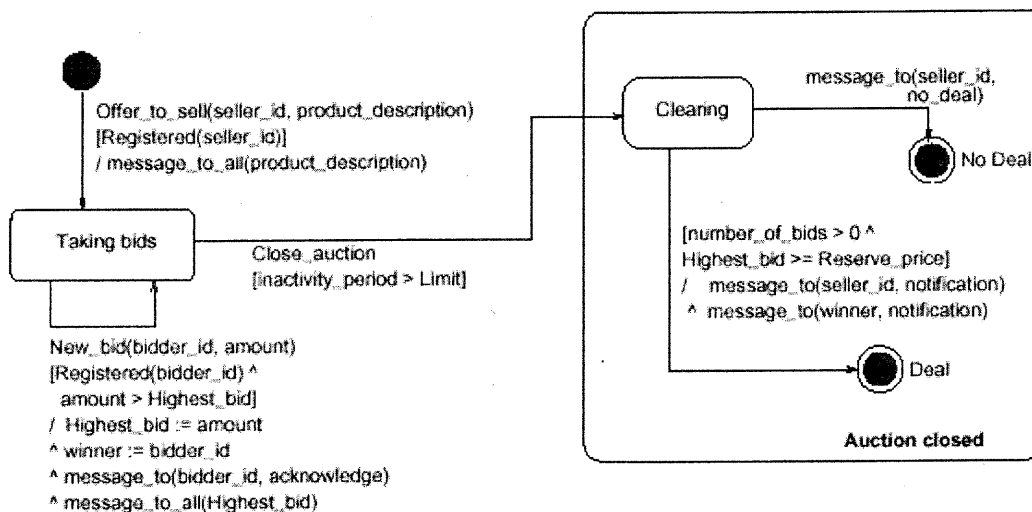 Offer_to_sell(seller_id, product_description)
[Registered(seller_id)]
/ message_to_all(product_description)
Taking bids
Close_auction
[inactivity_period > Limit]
New_bid(bidder_id, amount)
[Registered(bidder_id) ^
amount > Highest_bid]
/ Highest_bid := amount
^ winner := bidder_id
^ message_to(bidder_id, acknowledge)
^ message_to_all(Highest_bid)
Clearing
message_to(seller_id,
no_deal)
No Deal
[number_of_bids > 0 ^
Highest_bid >= Reserve_price]
/ message_to(seller_id, notification)
^ message_to(winner, notification)
Deal
Auction closed